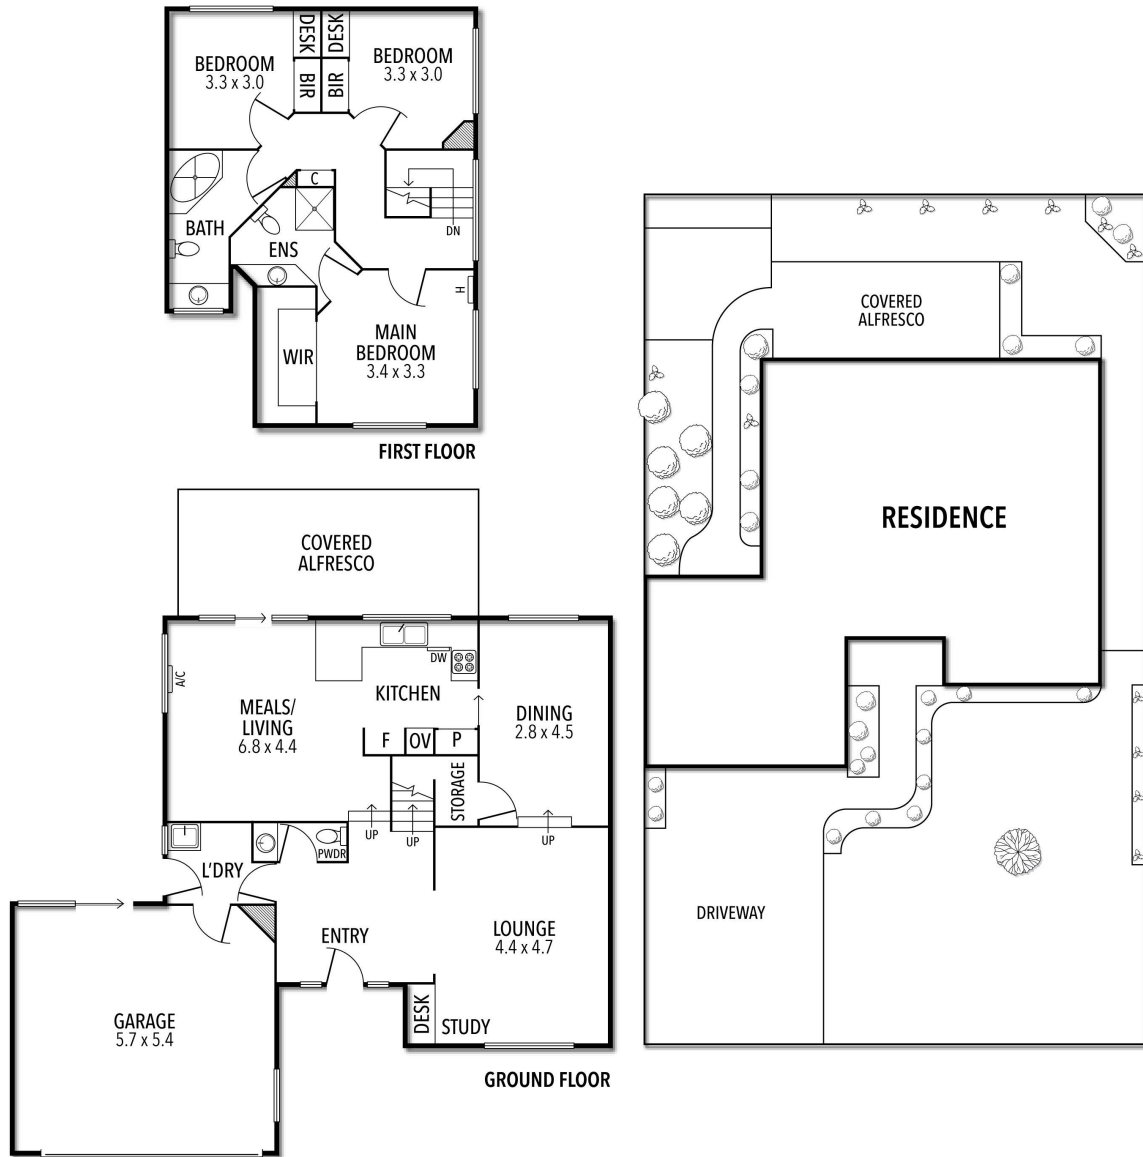 BEDROOM
3.3 x 3.0
DESK
DESK
BIR
BIR
BEDROOM
3.3 x 3.0
C
BATH
ENS
DN
H
WIR
MAIN
BEDROOM
3.4 x 3.3
FIRST FLOOR
COVERED
ALFRESCO
A/C
MEALS/
LIVING
6.8 x 4.4
KITCHEN
DW
F
OV
P
DINING
2.8 x 4.5
STORAGE
UP
UP
UP
PWDR
L'DRY
ENTRY
LOUNGE
4.4 x 4.7
GARAGE
5.7 x 5.4
DESK
STUDY
GROUND FLOOR
COVERED
ALFRESCO
RESIDENCE
DRIVEWAY